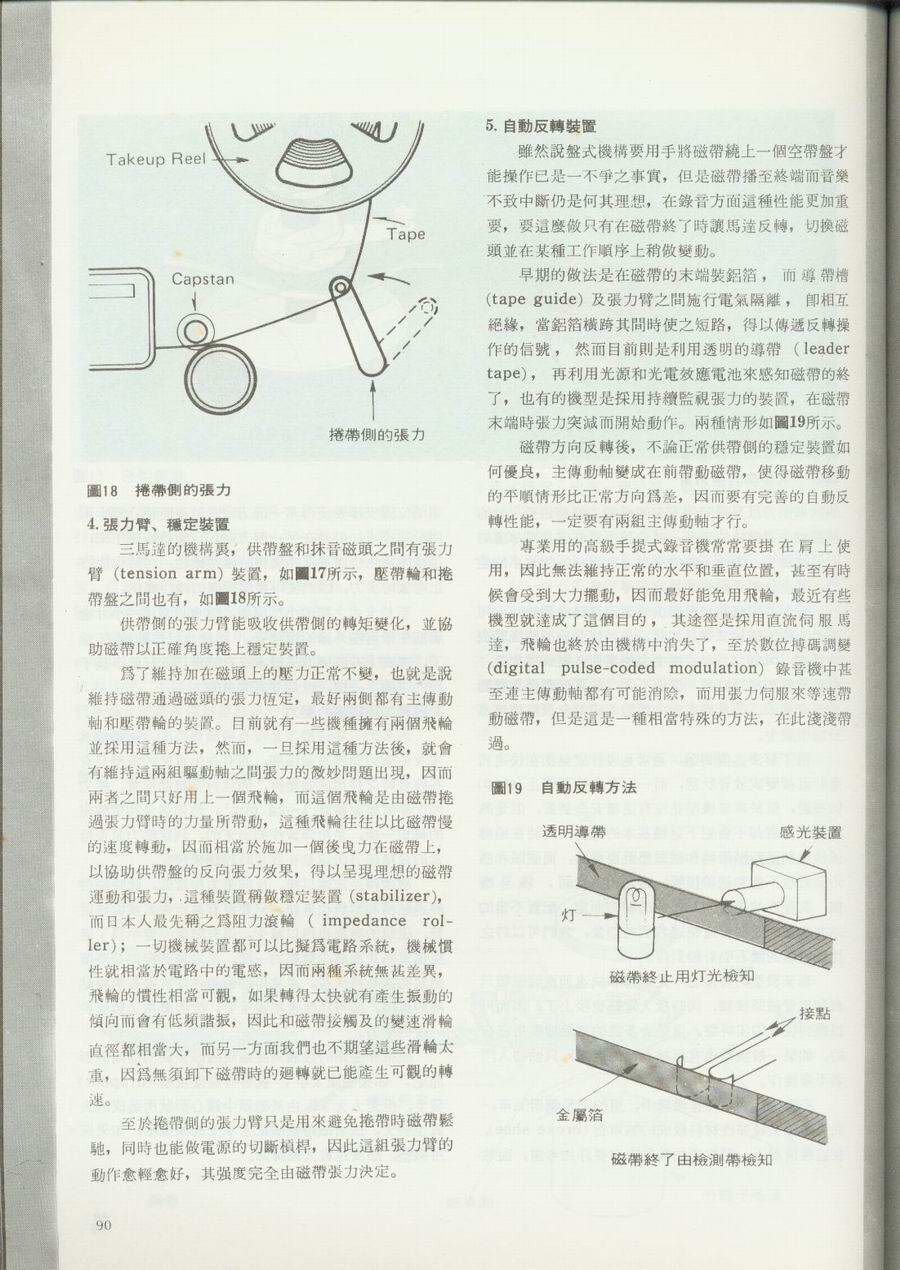 Takeup Reel
Tape
Capstan
捲帶側的張力
圖18 捲帶側的張力
4. 張力臂、穩定裝置
三馬達的機構裏，供帶盤和抹音磁頭之間有張力
臂 (tension arm) 裝置，如圖17所示，壓帶輪和捲
帶盤之間也有，如圖18所示。
供帶側的張力臂能吸收供帶側的轉矩變化，並協
助磁帶以正確角度捲上穩定裝置。
爲了維持加在磁頭上的壓力正常不變，也就是說
維持磁帶通過磁頭的張力恆定，最好兩側都有主傳動
軸和壓帶輪的裝置。目前就有一些機種擁有兩個飛輪
並採用這種方法，然而，一旦採用這種方法後，就會
有維持這兩組驅動軸之間張力的微妙問題出現，因而
兩者之間只好用上一個飛輪，而這個飛輪是由磁帶捲
過張力臂時的力量所帶動，這種飛輪往往以比磁帶慢
的速度轉動，因而相當於施加一個後曳力在磁帶上，
以協助供帶盤的反向張力效果，得以呈現理想的磁帶
運動和張力，這種裝置稱做穩定裝置 (stabilizer),
而日本人最先稱之爲阻力滾輪 ( impedance rol-
ler)；一切機械裝置都可以比擬爲電路系統，機械慣
性就相當於電路中的電感，因而兩種系統無甚差異，
飛輪的慣性相當可觀，如果轉得太快就有產生振動的
傾向而會有低頻諧振，因此和磁帶接觸及的變速滑輪
直徑都相當大，而另一方面我們也不期望這些滑輪太
重，因爲無須卸下磁帶時的廻轉就已能產生可觀的轉
速。
至於捲帶側的張力臂只是用來避免捲帶時磁帶鬆
馳，同時也能做電源的切斷槓桿，因此這組張力臂的
動作愈輕愈好，其强度完全由磁帶張力決定。
90
5. 自動反轉裝置
雖然說盤式機構要用手將磁帶繞上一個空帶盤才
能操作已是一不爭之事實，但是磁帶播至終端而音樂
不致中斷仍是何其理想，在錄音方面這種性能更加重
要，要這麼做只有在磁帶終了時讓馬達反轉，切換磁
頭並在某種工作順序上稍做變動。
早期的做法是在磁帶的末端裝鋁箔，而導帶槽
(tape guide) 及張力臂之間施行電氣隔離，卽相互
絕緣，當鋁箔橫跨其間時使之短路，得以傳遞反轉操
作的信號，然而目前則是利用透明的導帶 ( leader
tape)，再利用光源和光電效應電池來感知磁帶的終
了，也有的機型是採用持續監視張力的裝置，在磁帶
末端時張力突減而開始動作。兩種情形如圖19所示。
磁帶方向反轉後，不論正常供帶側的穩定裝置如
何優良，主傳動軸變成在前帶動磁帶，使得磁帶移動
的平順情形比正常方向爲差，因而要有完善的自動反
轉性能，一定要有兩組主傳動軸才行。
專業用的高級手提式錄音機常常要掛在肩上使
用，因此無法維持正常的水平和垂直位置，甚至有時
候會受到大力擺動，因而最好能免用飛輪，最近有些
機型就達成了這個目的，其途徑是採用直流伺服馬
達，飛輪也終於由機構中消失了，至於數位搏碼調變
(digital pulse-coded modulation) 錄音機中甚
至連主傳動軸都有可能消除，而用張力伺服來等速帶
動磁帶，但是這是一種相當特殊的方法，在此淺淺帶
過。
圖19 自動反轉方法
透明導帶
感光裝置
灯
磁帶終止用灯光檢知
接點
金屬箔
磁帶終了由檢測帶檢知